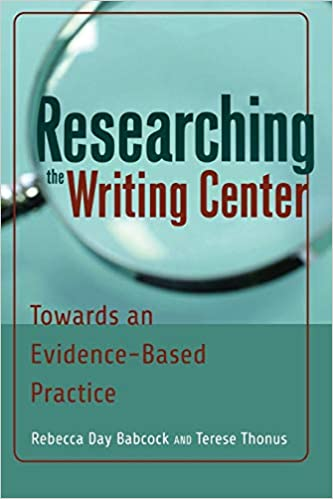 Researching
the Writing Center
Towards an
Evidence-Based
Practice
Rebecca Day Babcock AND Terese Thonus